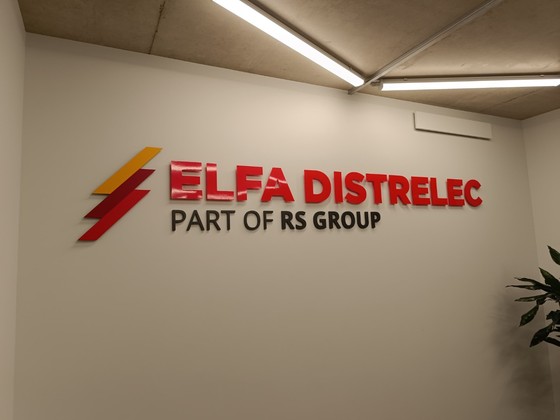 ELFA DISTRELEC
PART OF RS GROUP